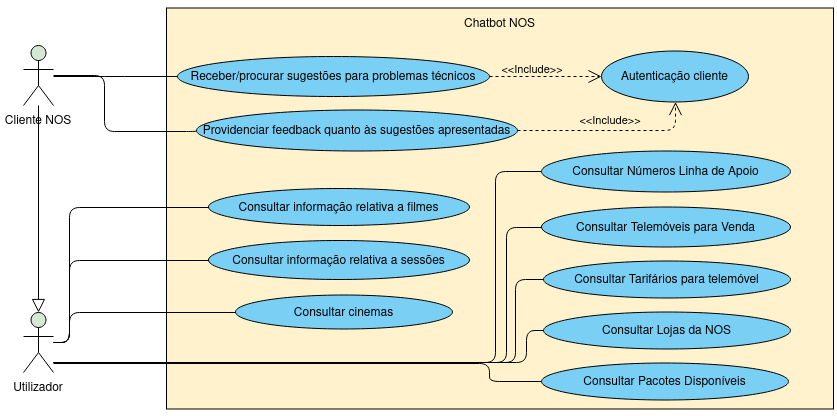 Chatbot NOS
Receber/procurar sugestões para problemas técnicos
<<Include>>
Autenticação cliente
Cliente NOS
Providenciar feedback quanto às sugestões apresentadas
<<Include>>
Consultar Números Linha de Apoio
Consultar informação relativa a filmes
Consultar Telemóveis para Venda
Consultar informação relativa a sessões
Consultar Tarifários para telemóvel
Consultar cinemas
Consultar Lojas da NOS
Utilizador
Consultar Pacotes Disponíveis